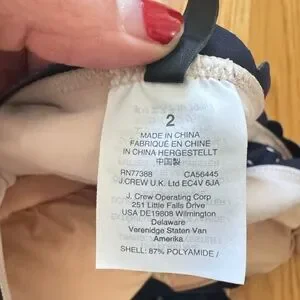 2
MADE IN CHINA
FABRIQUÉ EN CHINE
IN CHINA HERGESTELLT
中国製
RN77388 CA56445
J.CREW U.K. Ltd EC4V 6JA
J. Crew Operating Corp
251 Little Falls Drive
USA DE19808 Wilmington
Delaware
Verenidge Staten Van
Amerika
SHELL: 87% POLYAMIDE /